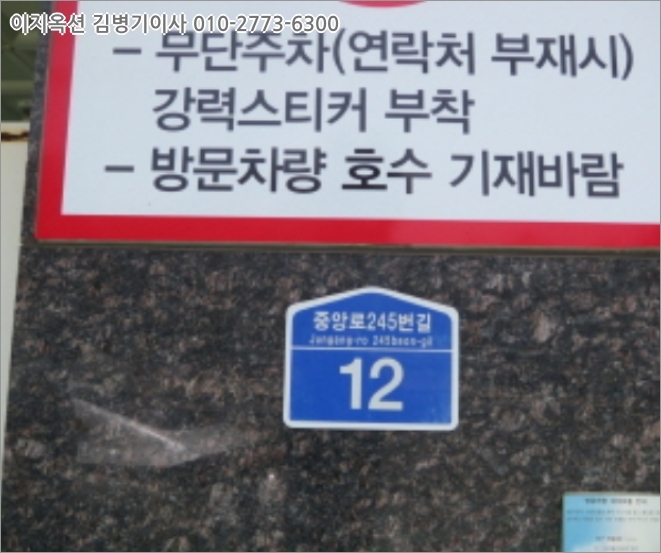 이지옥션 김병기이사 010-2773-6300
– 무단주차(연락처 부재시)
강력스티커 부착
– 방문차량 호수 기재바람
중앙로245번길
Jungang-ro 245beon-gil
12